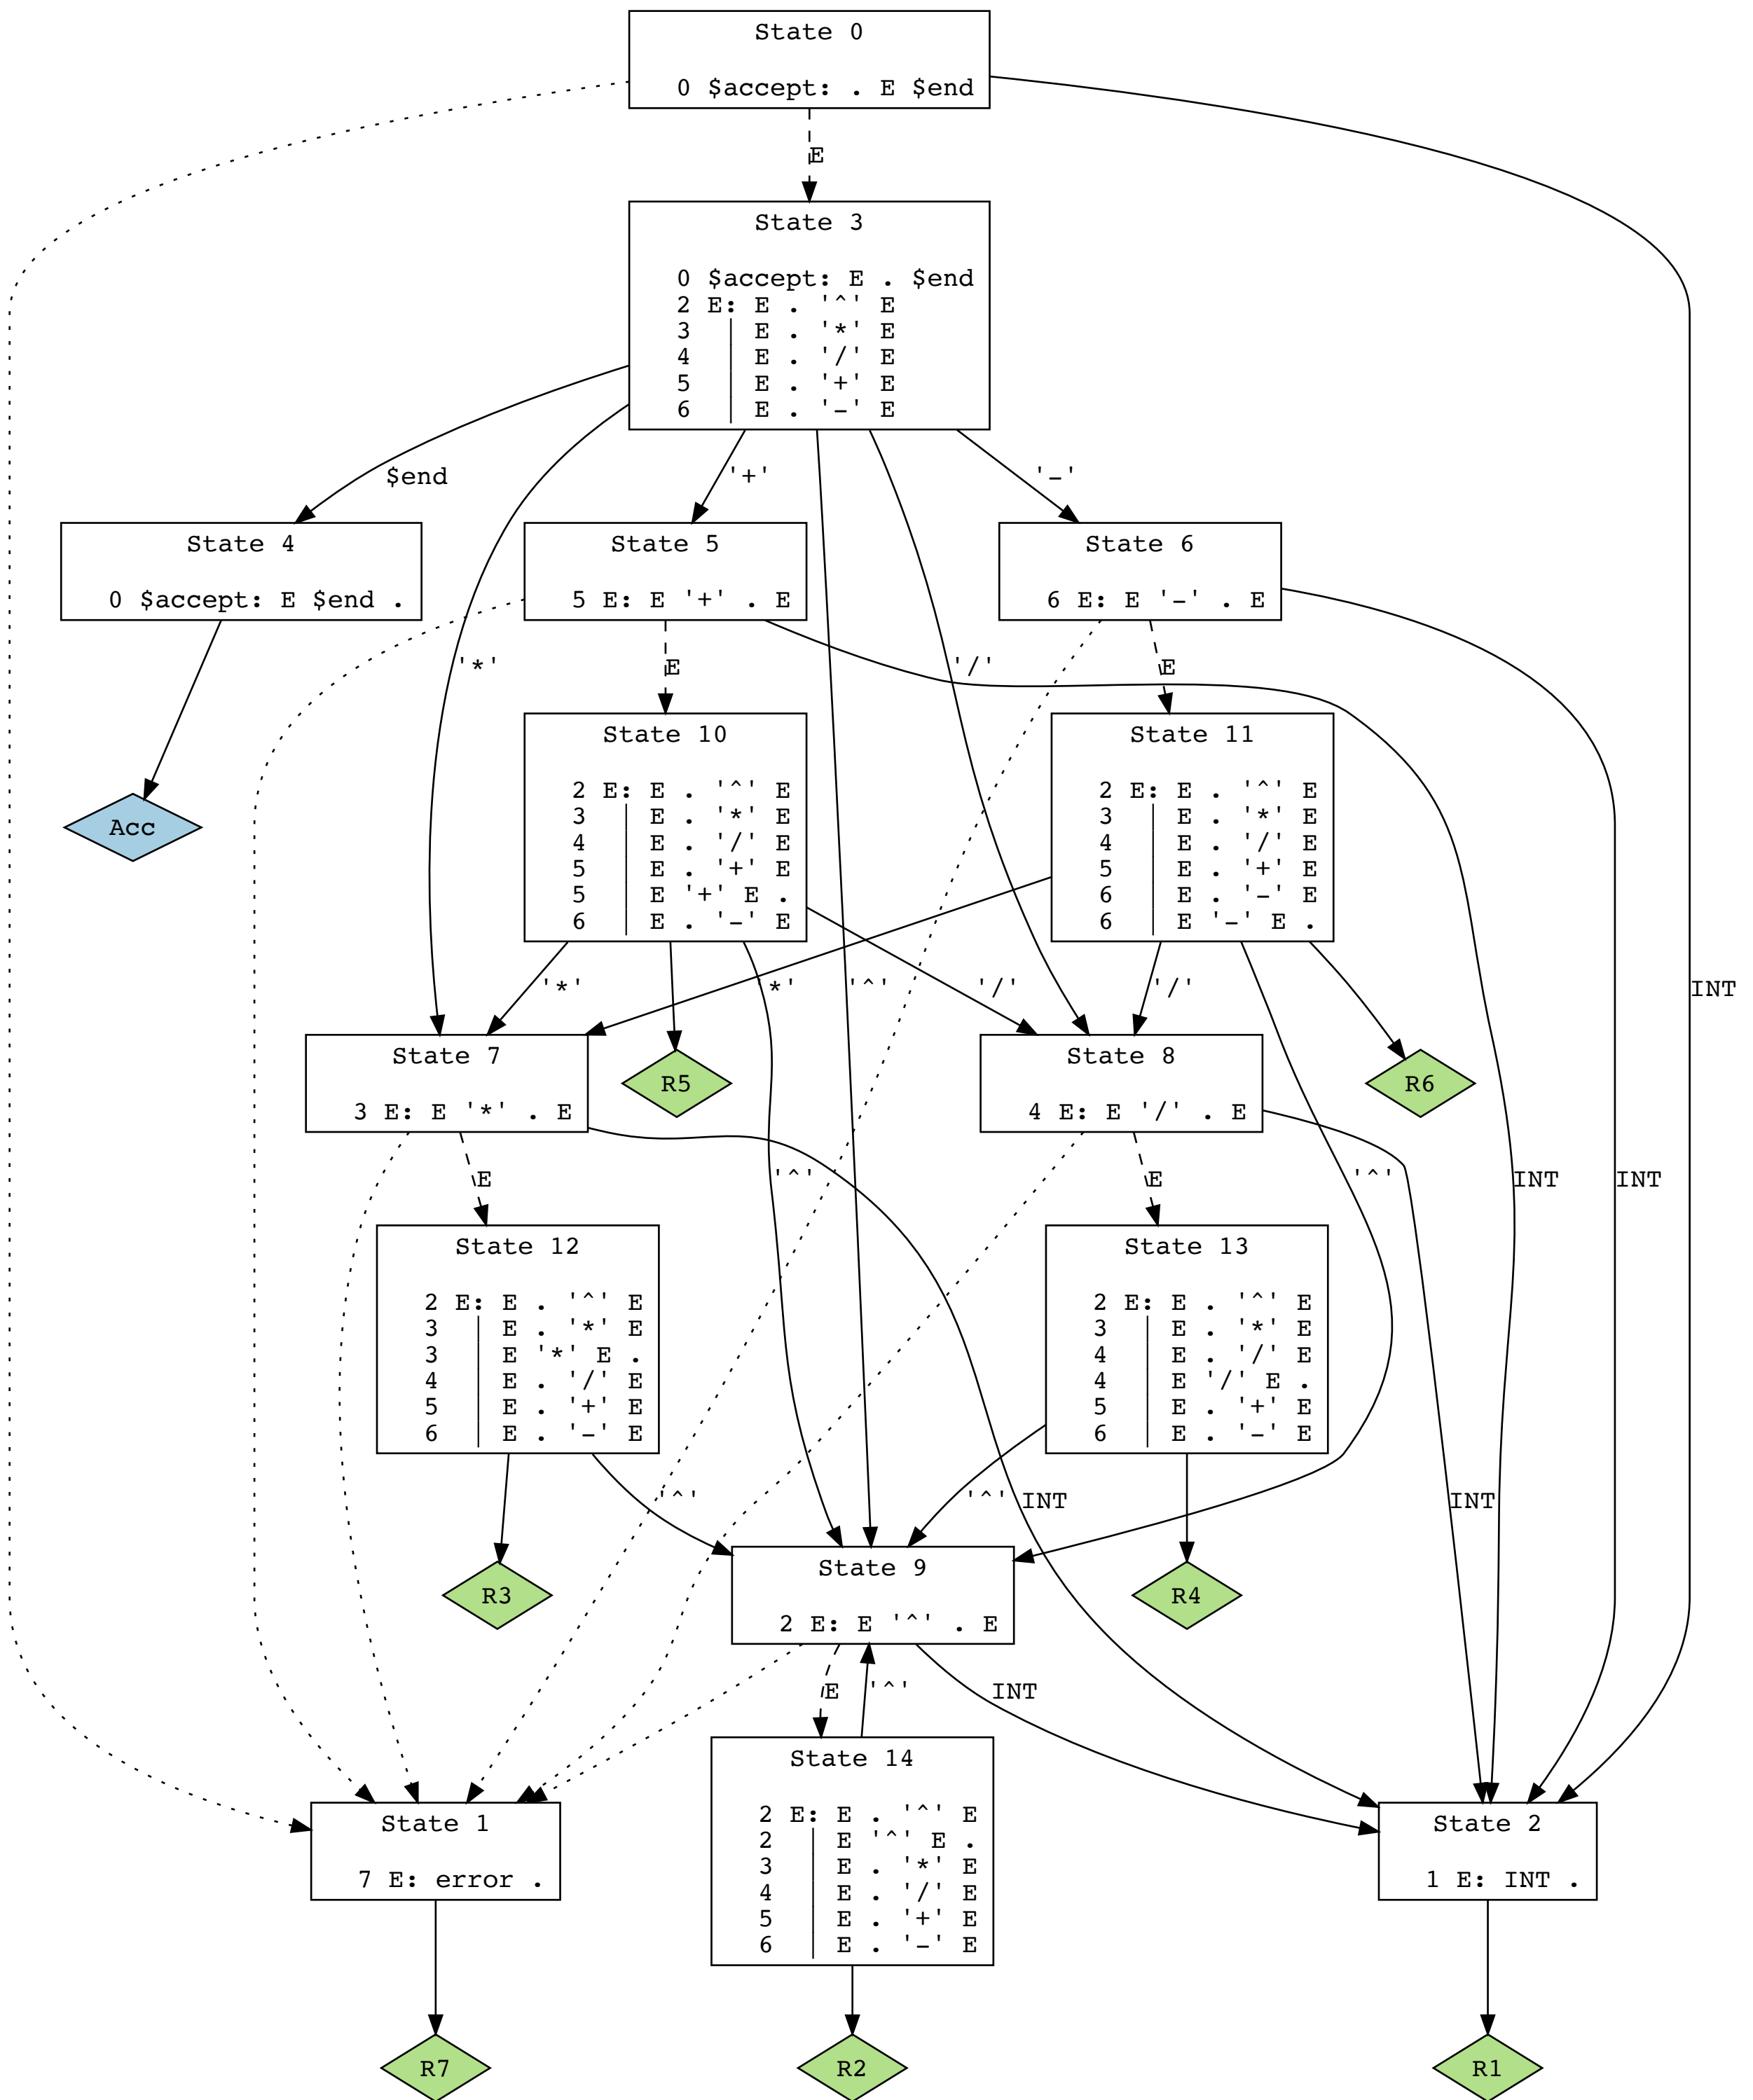 State 0
0 $accept: . E $end
E
State 3
0 $accept: E . $end
2 E: E . '^' E
3 | E . '*' E
4 | E . '/' E
5 | E . '+' E
6 | E . '-' E
$end
'+'
'-'
State 4
0 $accept: E $end .
State 5
5 E: E '+' . E
State 6
6 E: E '-' . E
'*'
E
'/'
E
State 10
2 E: E . '^' E
3 | E . '*' E
4 | E . '/' E
5 | E . '+' E
5 | E '+' E .
6 | E . '-' E
State 11
2 E: E . '^' E
3 | E . '*' E
4 | E . '/' E
5 | E . '+' E
6 | E . '-' E
6 | E '-' E .
Acc
'*'
'*'
'^'
'/'
'/'
INT
State 7
3 E: E '*' . E
R5
State 8
4 E: E '/' . E
R6
E
'^'
E
'^'
INT
INT
State 12
2 E: E . '^' E
3 | E . '*' E
3 | E '*' E .
4 | E . '/' E
5 | E . '+' E
6 | E . '-' E
State 13
2 E: E . '^' E
3 | E . '*' E
4 | E . '/' E
4 | E '/' E .
5 | E . '+' E
6 | E . '-' E
'^'
'^'
INT
INT
R3
State 9
2 E: E '^' . E
R4
E
'^'
INT
State 14
2 E: E . '^' E
2 | E '^' E .
3 | E . '*' E
4 | E . '/' E
5 | E . '+' E
6 | E . '-' E
State 1
7 E: error .
State 2
1 E: INT .
R7
R2
R1